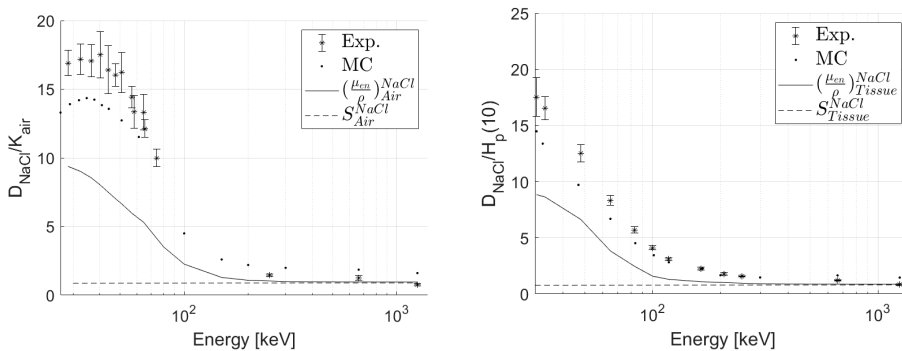 20
15
10
5
0
10^2
10^3
D_NaCl/K_air
Energy [keV]
Exp.
MC
(μ_en/ρ)^NaCl_Air
S^NaCl_Air
25
20
15
10
5
0
10^2
10^3
D_NaCl/H_p(10)
Energy [keV]
Exp.
MC
(μ_en/ρ)^NaCl_Tissue
S^NaCl_Tissue